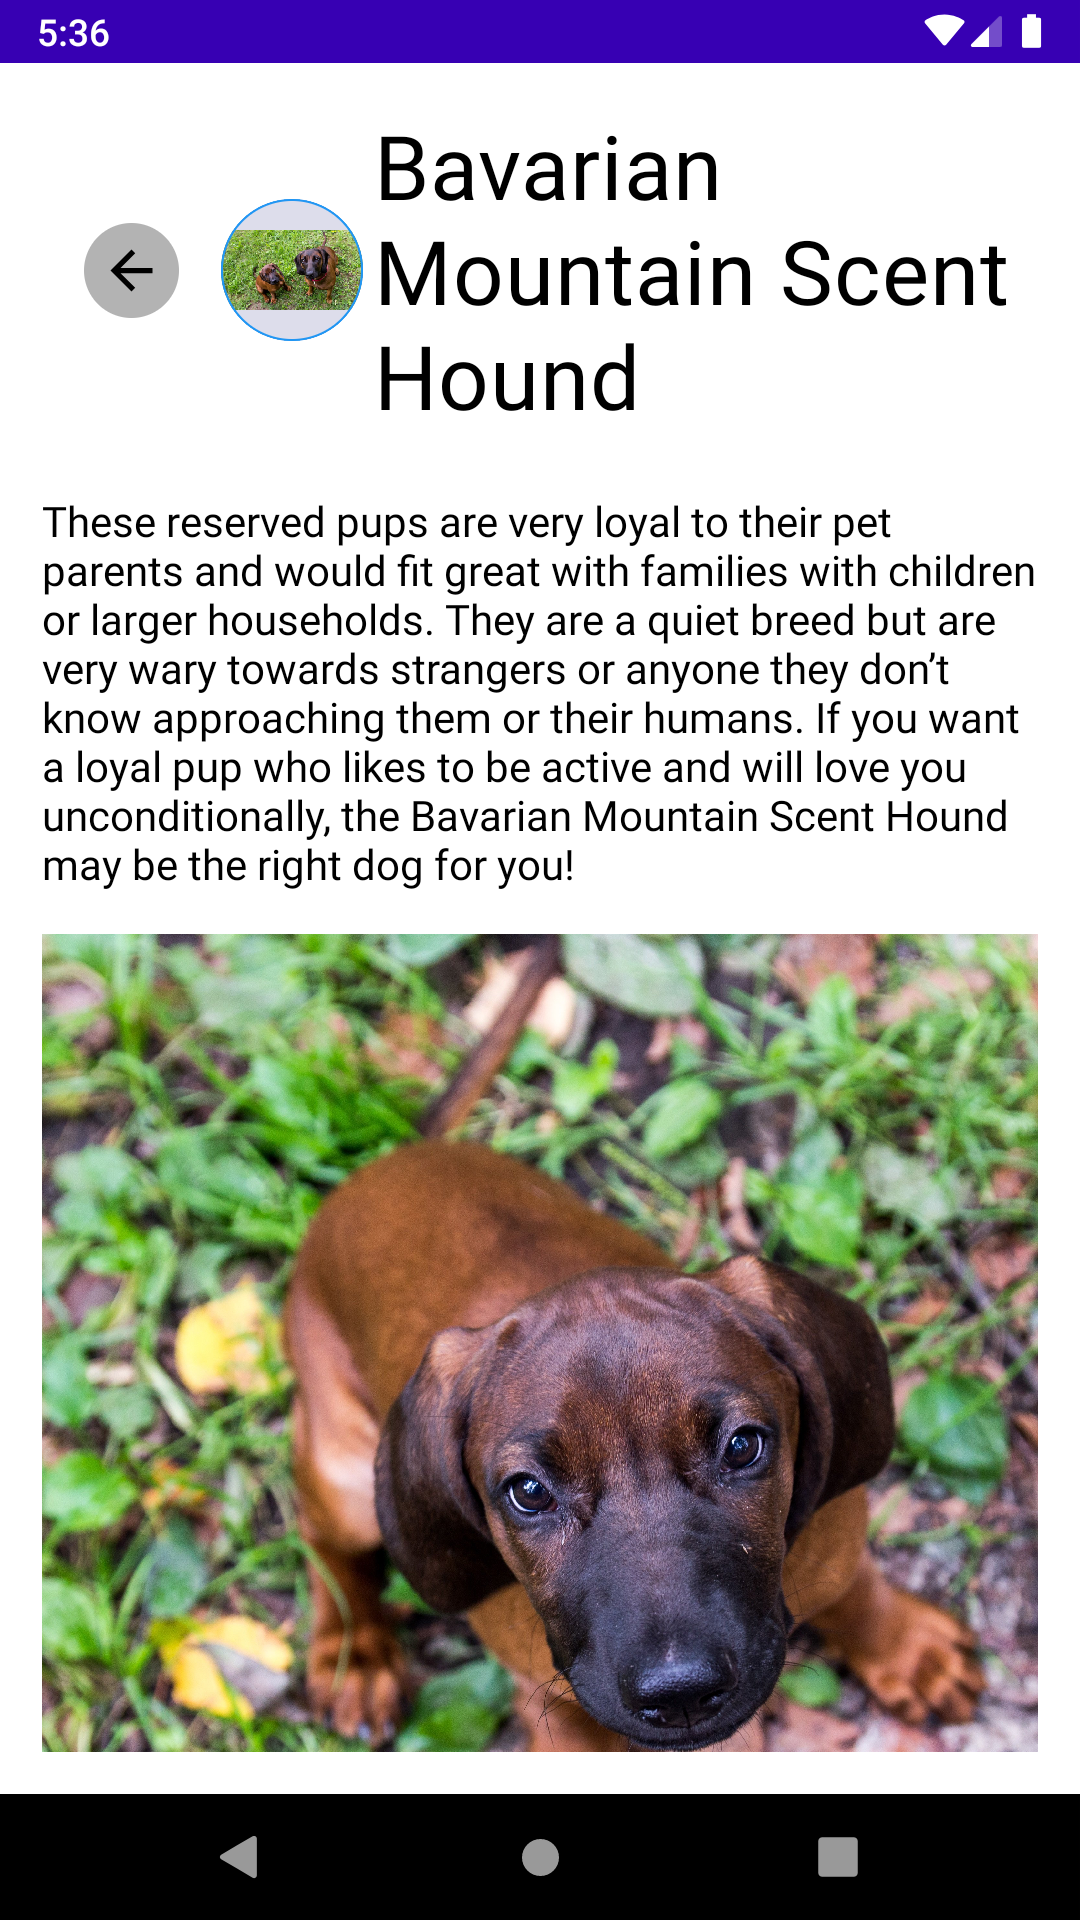 5:36
Bavarian
Mountain Scent
Hound
These reserved pups are very loyal to their pet
parents and would fit great with families with children
or larger households. They are a quiet breed but are
very wary towards strangers or anyone they don’t
know approaching them or their humans. If you want
a loyal pup who likes to be active and will love you
unconditionally, the Bavarian Mountain Scent Hound
may be the right dog for you!